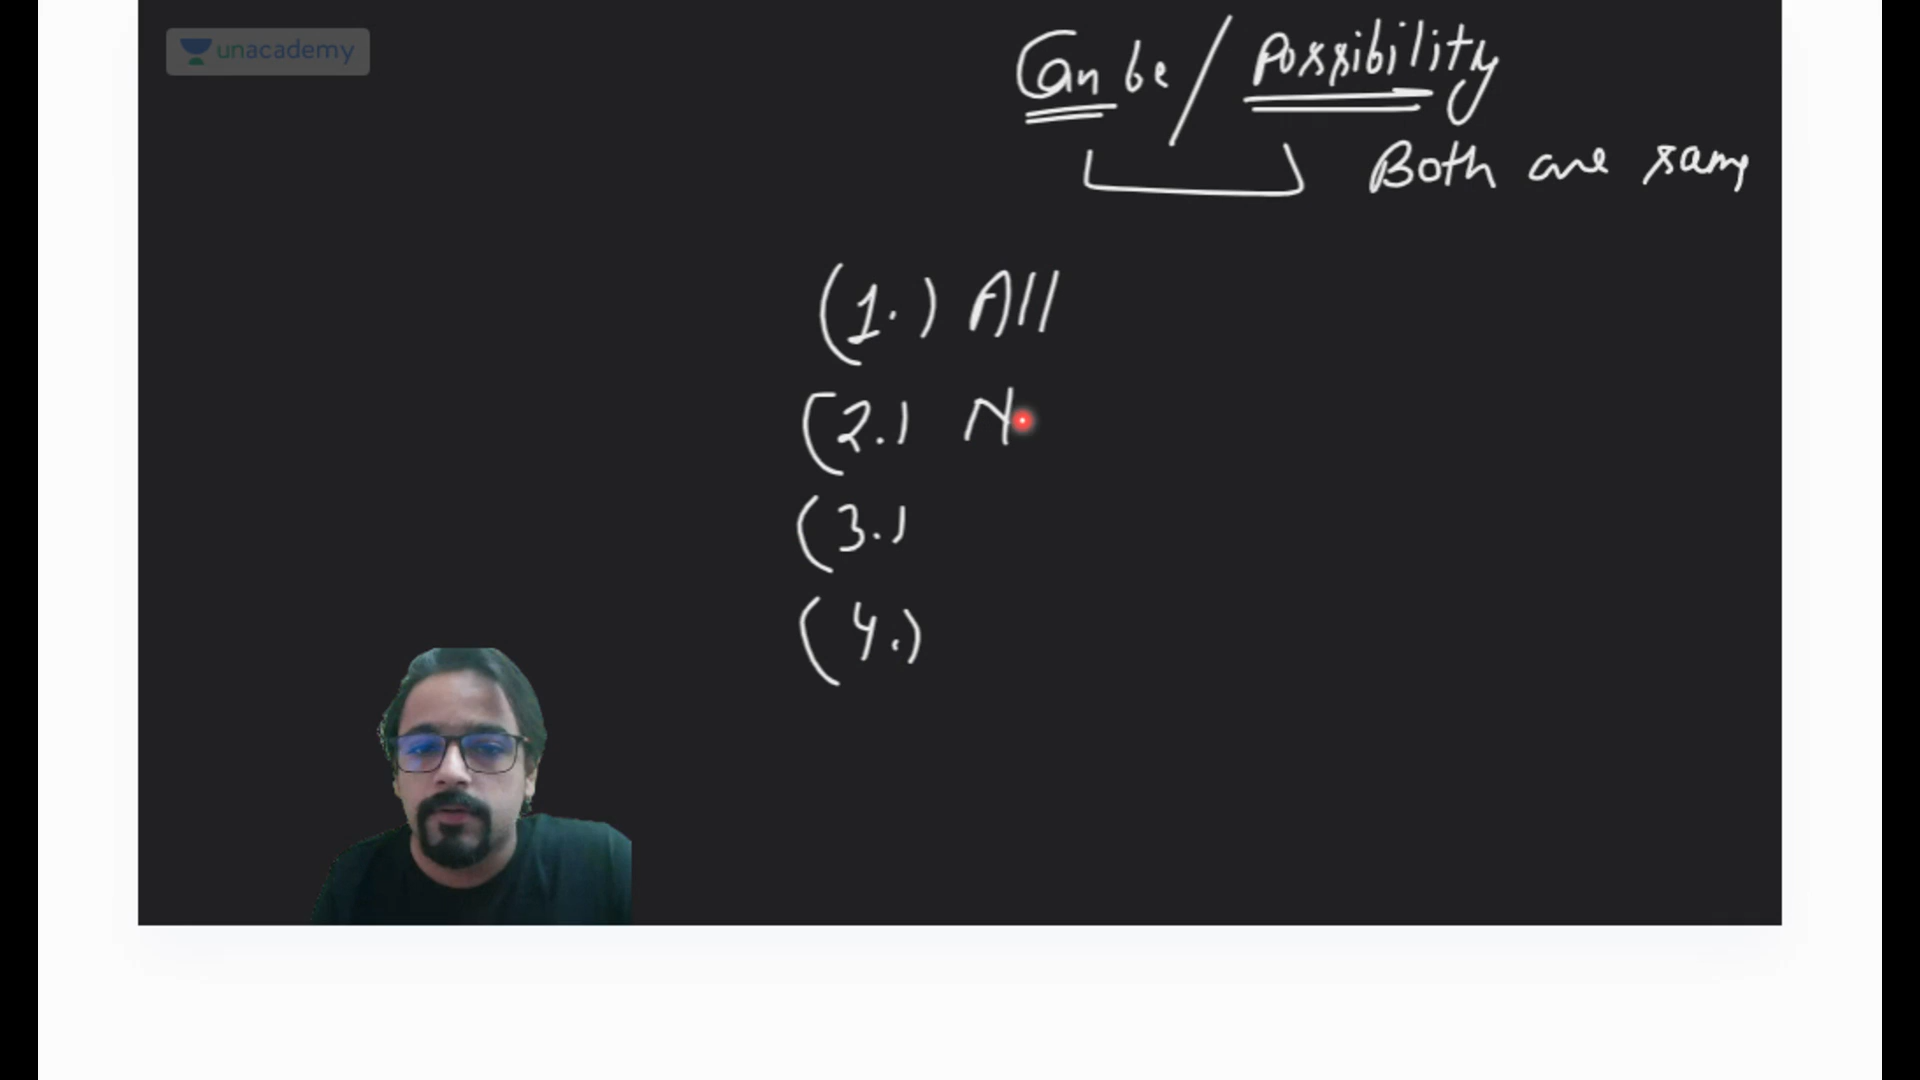 unacademy
Can be / Possibility
Both are same
(1.) All
(2.) N
(3.)
(4.)